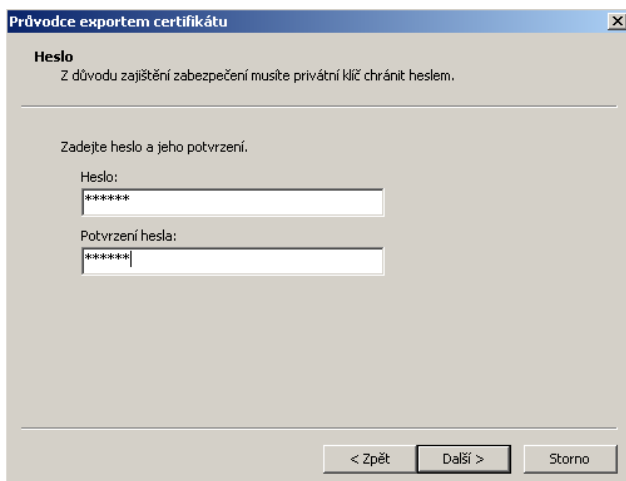 Průvodce exportem certifikátu
Heslo
Z důvodu zajištění zabezpečení musíte privátní klíč chránit heslem.
Zadejte heslo a jeho potvrzení.
Heslo:
******
Potvrzení hesla:
******
< Zpět Další > Storno